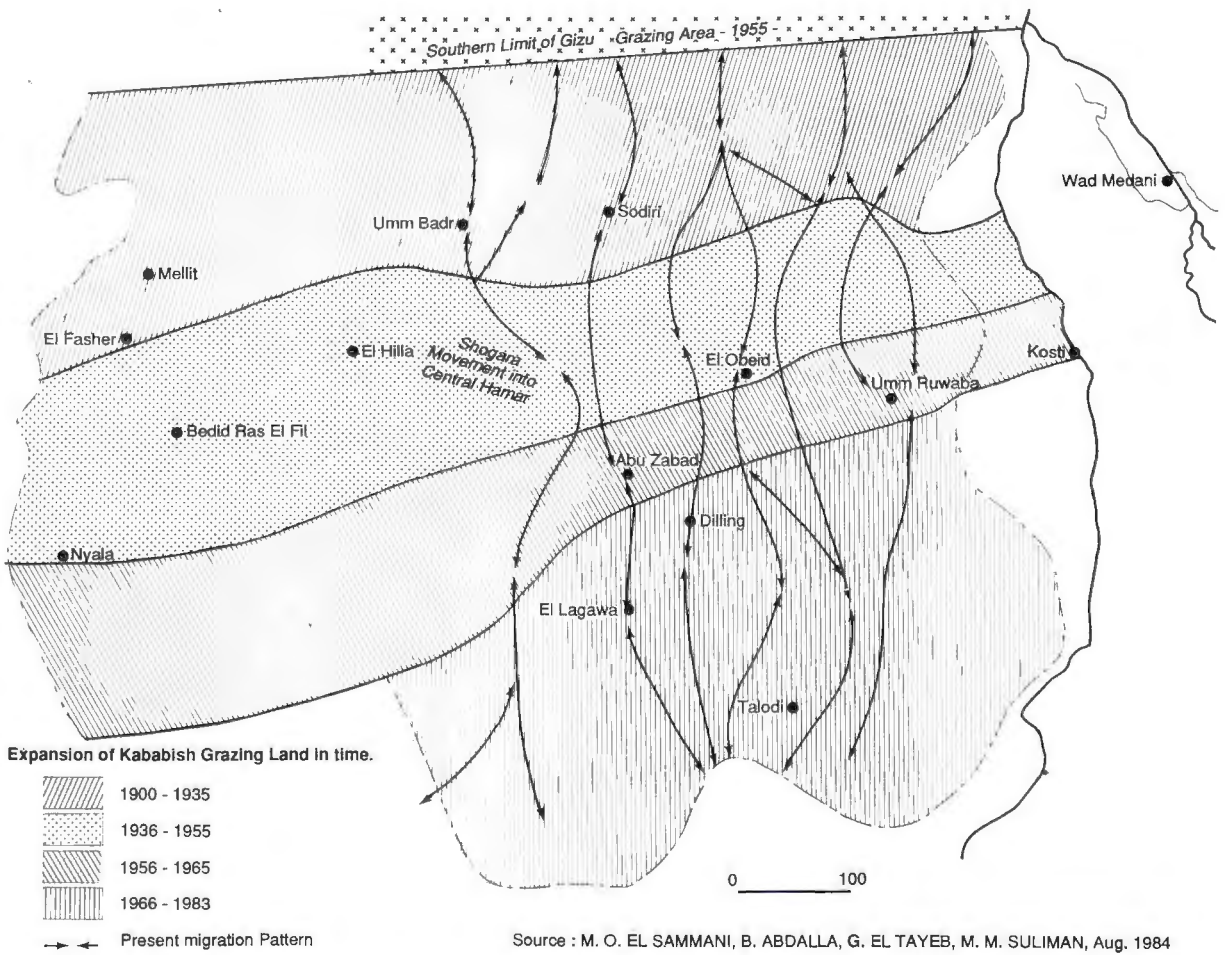 Southern Limit of Gizu Grazing Area - 1955 -
Wad Medani
Umm Badr
Sodiri
Mellit
El Fasher
El Hilla
Shogara
Movement into
Central Hamar
El Obeid
Kosti
Umm Ruwaba
Bedid Ras El Fil
Abu Zabad
Dilling
Nyala
El Lagawa
Talodi
Expansion of Kababish Grazing Land in time.
1900 - 1935
1936 - 1955
1956 - 1965
1966 - 1983
Present migration Pattern
0 100
Source : M. O. EL SAMMANI, B. ABDALLA, G. EL TAYEB, M. M. SULIMAN, Aug. 1984